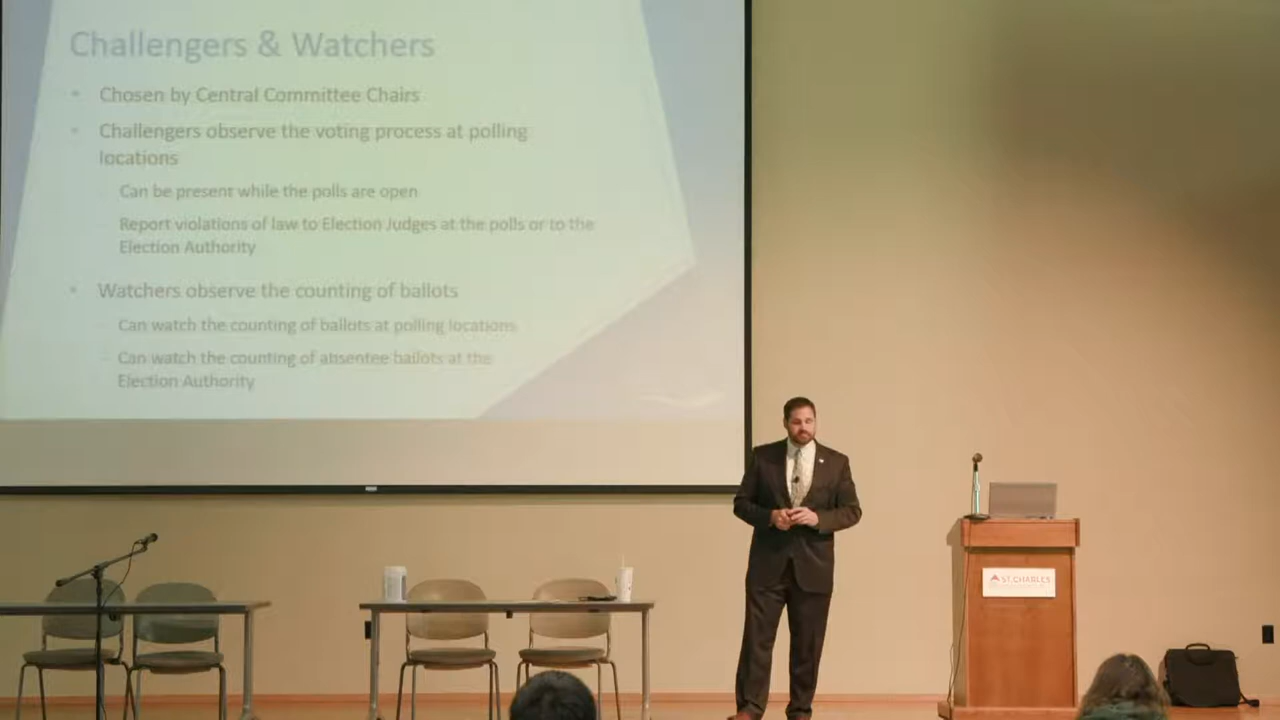 Challengers & Watchers
Chosen by Central Committee Chairs
Challengers observe the voting process at polling
locations
Can be present while the polls are open
Report violations of law to Election Judges at the polls or to the
Election Authority
Watchers observe the counting of ballots
Can watch the counting of ballots at polling locations
Can watch the counting of absentee ballots at the
Election Authority
ST CHARLES